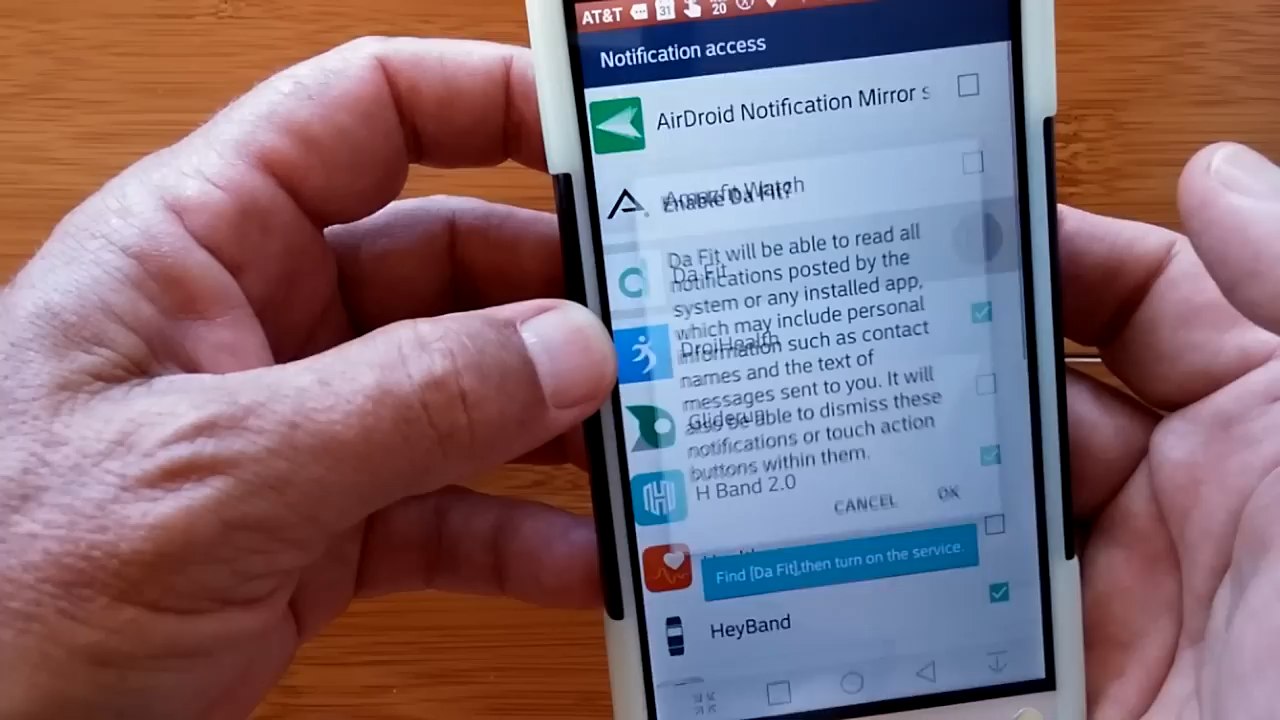 AT&T 31 20
Notification access
AirDroid Notification Mirror s
Amazfit Watch
Enable Da Fit?
Da Fit will be able to read all
Da Fit
notifications posted by the
system or any installed app,
which may include personal
DroiHealth
information such as contact
names and the text of
messages sent to you. It will
Gliderun
also be able to dismiss these
notifications or touch action
buttons within them.
H Band 2.0
CANCEL OK
Find [Da Fit],then turn on the service.
HeyBand